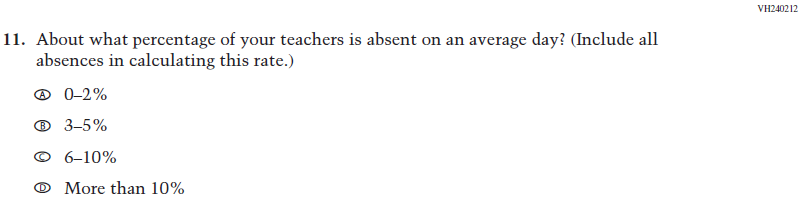 VH240212
11. About what percentage of your teachers is absent on an average day? (Include all
absences in calculating this rate.)
A 0–2%
B 3–5%
C 6–10%
D More than 10%